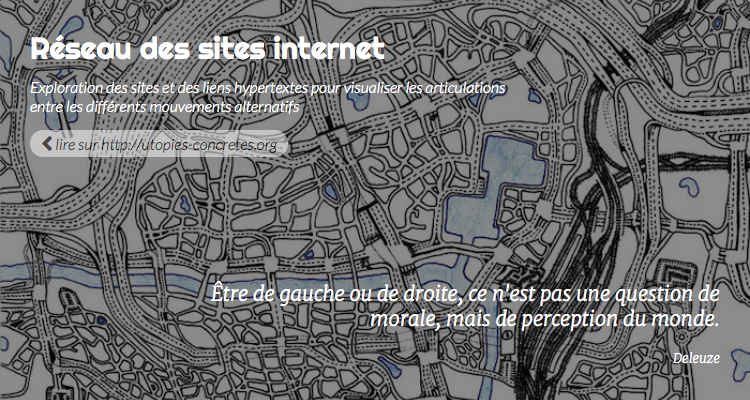 Réseau des sites internet
Exploration des sites et des liens hypertextes pour visualiser les articulations
entre les différents mouvements alternatifs
lire sur http://utopies-concretes.org
Être de gauche ou de droite, ce n'est pas une question de
morale, mais de perception du monde.
Deleuze